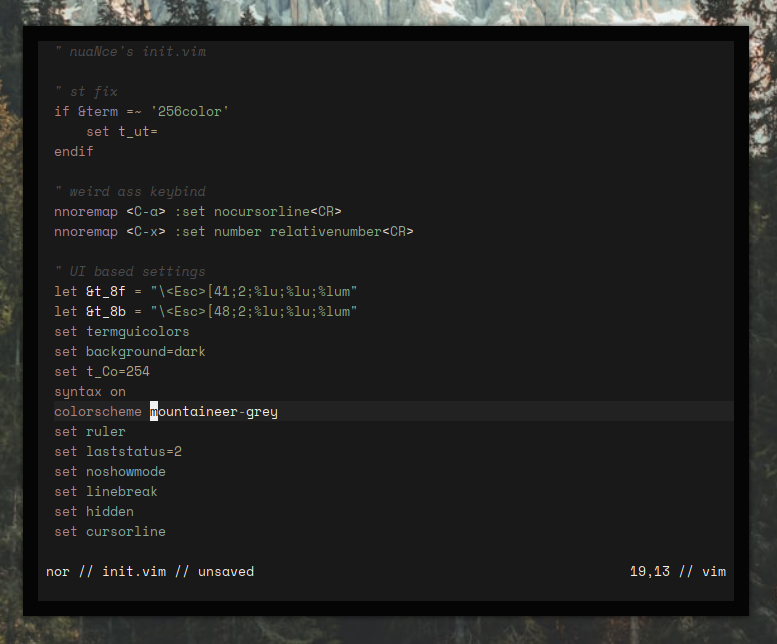 " nuaNce's init.vim
" st fix
if &term =~ '256color'
    set t_ut=
endif
" weird ass keybind
nnoremap <C-a> :set nocursorline<CR>
nnoremap <C-x> :set number relativenumber<CR>
" UI based settings
let &t_8f = "\<Esc>[41;2;%lu;%lu;%lum"
let &t_8b = "\<Esc>[48;2;%lu;%lu;%lum"
set termguicolors
set background=dark
set t_Co=254
syntax on
colorscheme mountaineer-grey
set ruler
set laststatus=2
set noshowmode
set linebreak
set hidden
set cursorline
nor // init.vim // unsaved 19,13 // vim